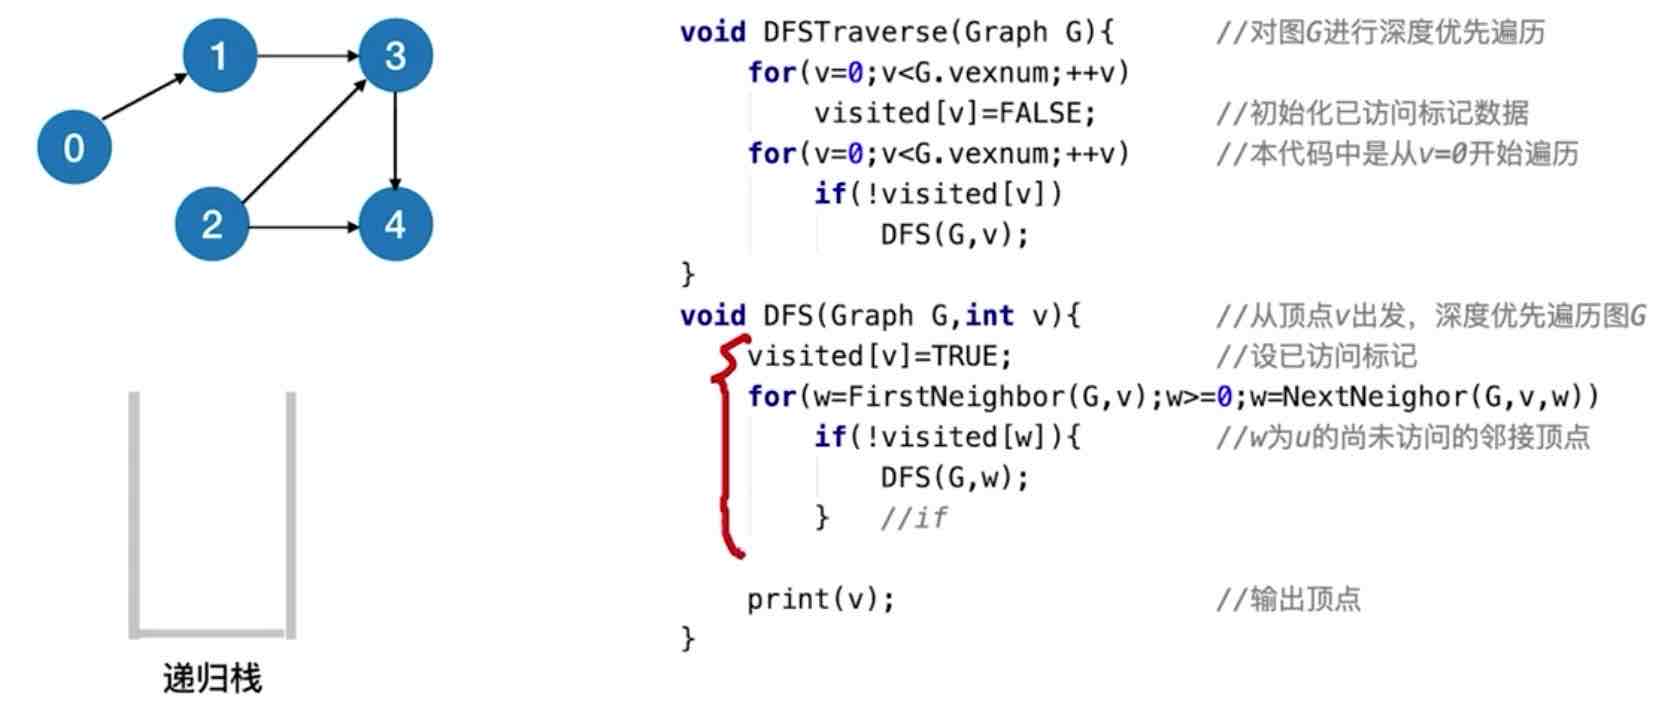 1
3
0
2
4
递归栈
void DFSTraverse(Graph G){ //对图G进行深度优先遍历
for(v=0;v<G.vexnum;++v)
visited[v]=FALSE; //初始化已访问标记数据
for(v=0;v<G.vexnum;++v) //本代码中是从v=0开始遍历
if(!visited[v])
DFS(G,v);
}
void DFS(Graph G,int v){ //从顶点v出发，深度优先遍历图G
visited[v]=TRUE; //设已访问标记
for(w=FirstNeighbor(G,v);w>=0;w=NextNeighor(G,v,w))
if(!visited[w]){ //w为u的尚未访问的邻接顶点
DFS(G,w);
} //if
print(v); //输出顶点
}